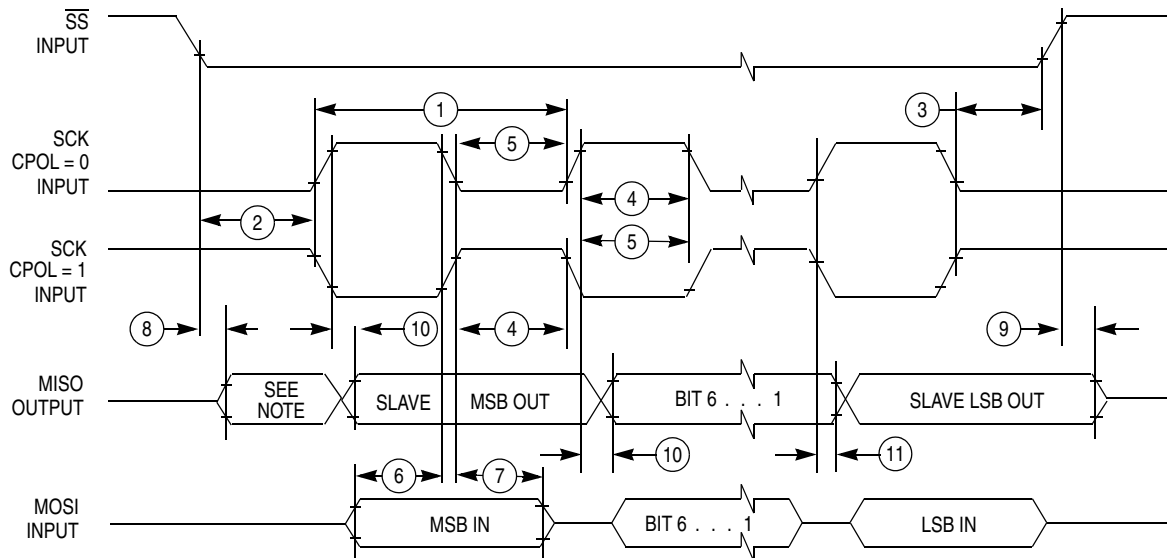 SS
INPUT
1
3
SCK
CPOL = 0
INPUT
5
4
2
SCK
CPOL = 1
INPUT
5
8
10
4
9
MISO
OUTPUT
SEE
NOTE
SLAVE
MSB OUT
BIT 6 . . . 1
SLAVE LSB OUT
10
11
6
7
MOSI
INPUT
MSB IN
BIT 6 . . . 1
LSB IN